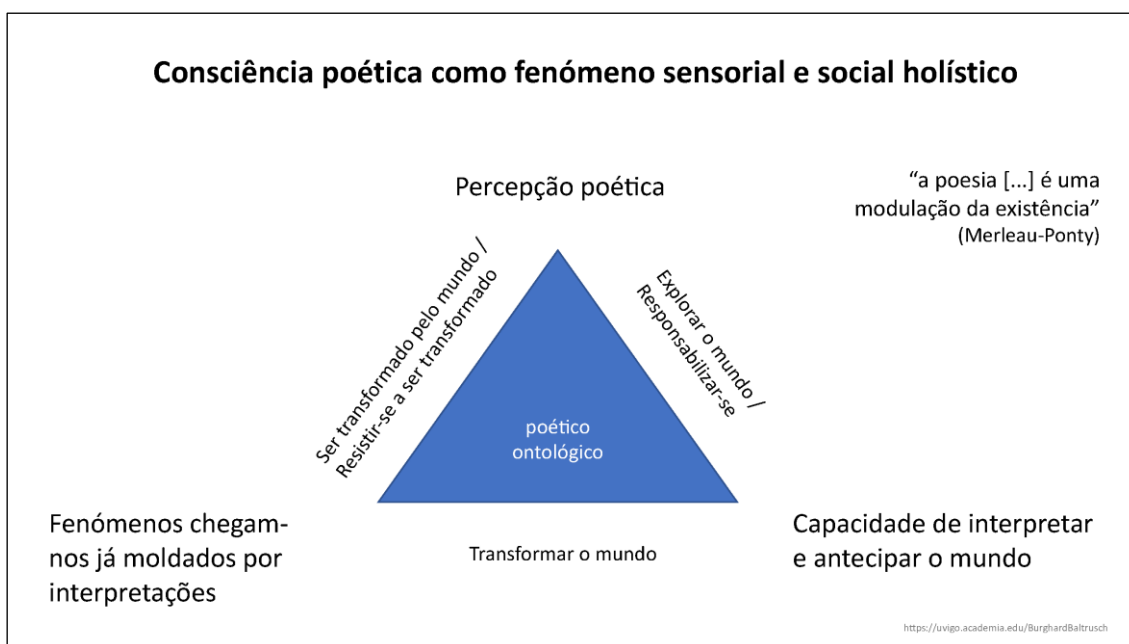 Consciência poética como fenómeno sensorial e social holístico
Percepção poética
“a poesia [...] é uma
modulação da existência”
(Merleau-Ponty)
Ser transformado pelo mundo /
Resistir-se a ser transformado
Explorar o mundo /
Responsabilizar-se
poético
ontológico
Fenómenos chegam-
nos já moldados por
interpretações
Transformar o mundo
Capacidade de interpretar
e antecipar o mundo
https://uvigo.academia.edu/BurghardBaltrusch